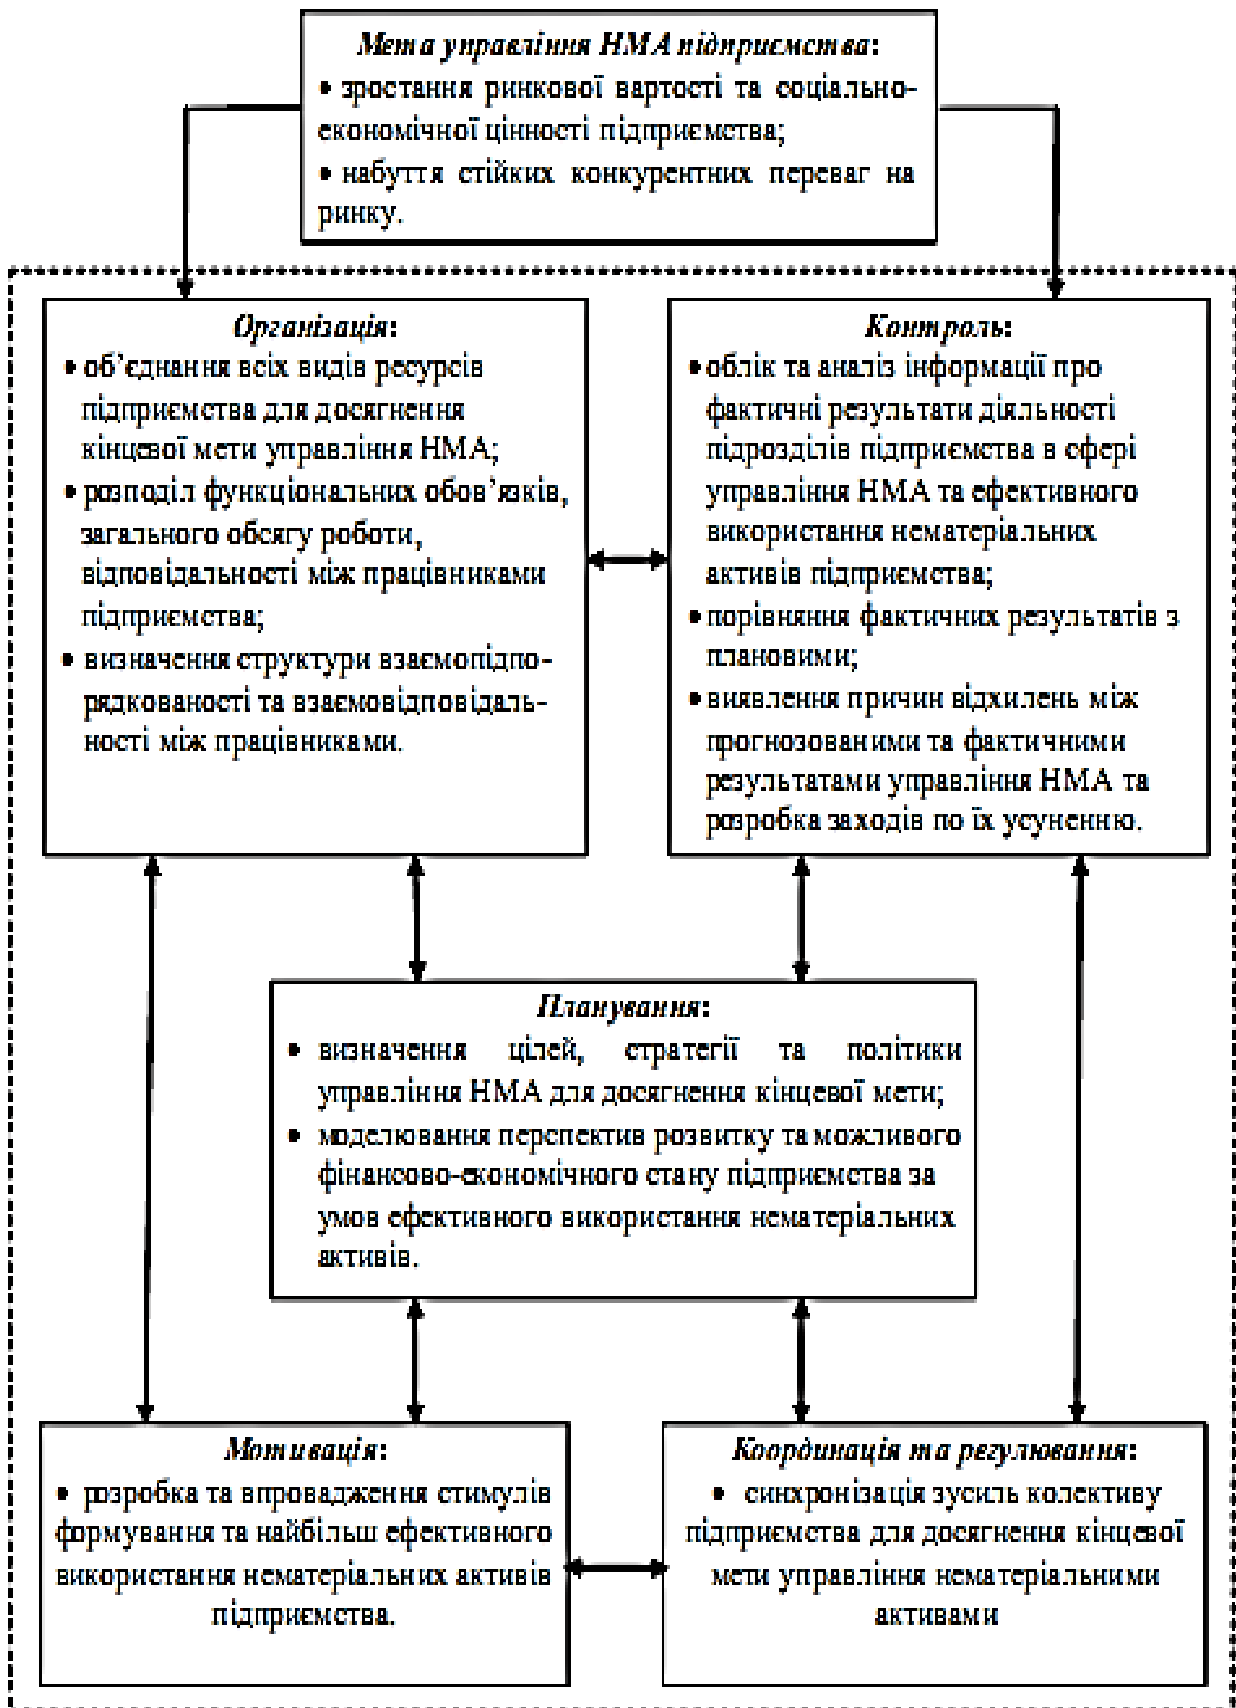 Мета управління НМА підприємства:
• зростання ринкової вартості та соціально-
економічної цінності підприємства;
• набуття стійких конкурентних переваг на
ринку.
Організація:
• об’єднання всіх видів ресурсів
підприємства для досягнення
кінцевої мети управління НМА;
• розподіл функціональних обов’язків,
загального обсягу роботи,
відповідальності між працівниками
підприємства;
• визначення структури взаємопідпо-
рядкованості та взаємовідповідаль-
ності між працівниками.
Контроль:
• облік та аналіз інформації про
фактичні результати діяльності
підрозділів підприємства в сфері
управління НМА та ефективного
використання нематеріальних
активів підприємства;
• порівняння фактичних результатів з
плановими;
• виявлення причин відхилень між
прогнозованими та фактичними
результатами управління НМА та
розробка заходів по їх усуненню.
Планування:
• визначення цілей, стратегії та політики
управління НМА для досягнення кінцевої мети;
• моделювання перспектив розвитку та можливого
фінансово-економічного стану підприємства за
умов ефективного використання нематеріальних
активів.
Мотивація:
• розробка та впровадження стимулів
формування та найбільш ефективного
використання нематеріальних активів
підприємства.
Координація та регулювання:
• синхронізація зусиль колективу
підприємства для досягнення кінцевої
мети управління нематеріальними
активами